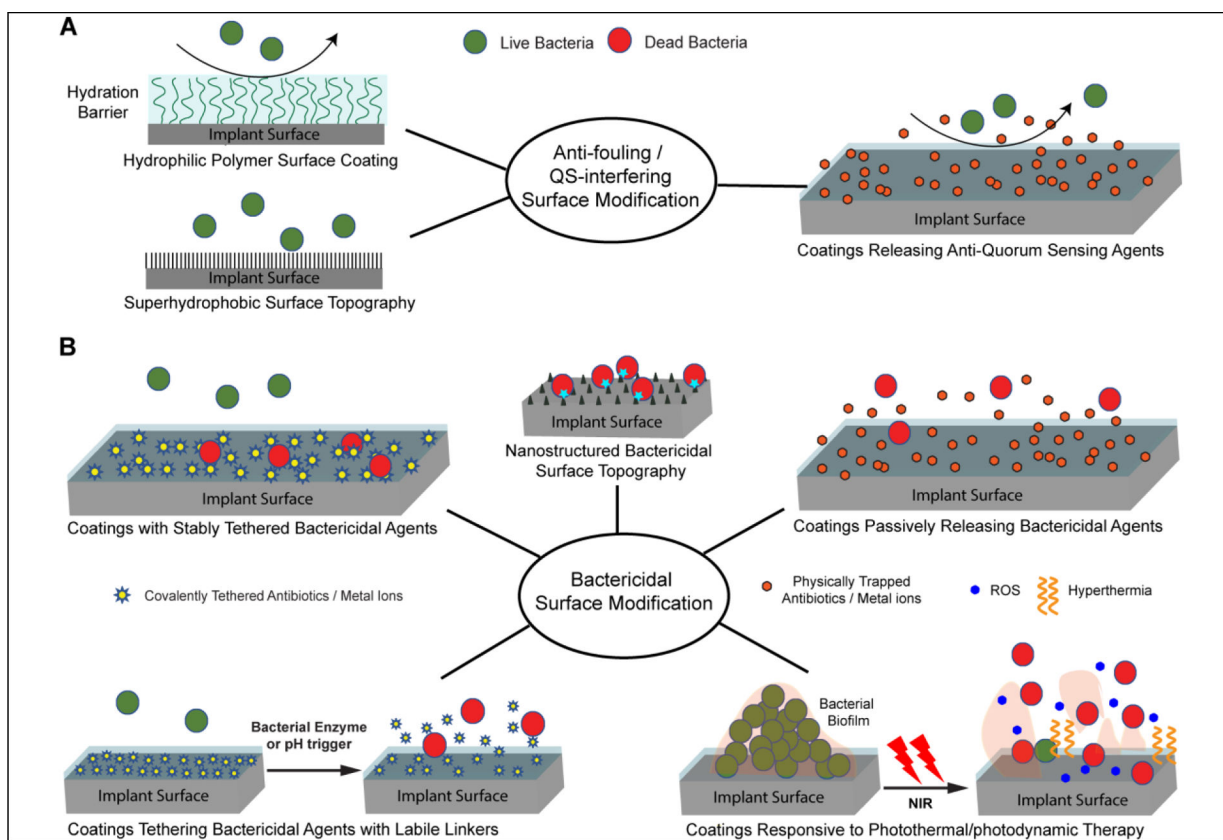 A
Live Bacteria
Dead Bacteria
Hydration
Barrier
Implant Surface
Hydrophilic Polymer Surface Coating
Implant Surface
Superhydrophobic Surface Topography
Anti-fouling /
QS-interfering
Surface Modification
Implant Surface
Coatings Releasing Anti-Quorum Sensing Agents
B
Implant Surface
Coatings with Stably Tethered Bactericidal Agents
Implant Surface
Nanostructured Bactericidal
Surface Topography
Implant Surface
Coatings Passively Releasing Bactericidal Agents
Bactericidal
Surface Modification
Covalently Tethered Antibiotics / Metal Ions
Physically Trapped
Antibiotics / Metal ions
ROS
Hyperthermia
Bacterial Enzyme
or pH trigger
Implant Surface
Implant Surface
Coatings Tethering Bactericidal Agents with Labile Linkers
Bacterial
Biofilm
NIR
Implant Surface
Implant Surface
Coatings Responsive to Photothermal/photodynamic Therapy